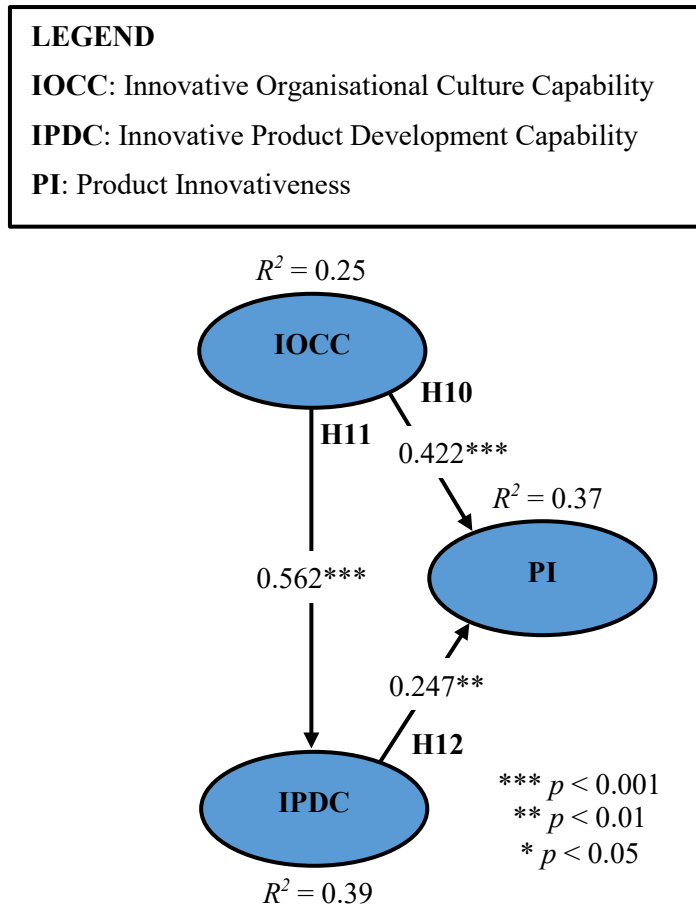 LEGEND
IOCC: Innovative Organisational Culture Capability
IPDC: Innovative Product Development Capability
PI: Product Innovativeness
R² = 0.25
IOCC
H10
H11
0.422***
R² = 0.37
PI
0.562***
0.247**
H12
IPDC
*** p < 0.001
** p < 0.01
* p < 0.05
R² = 0.39